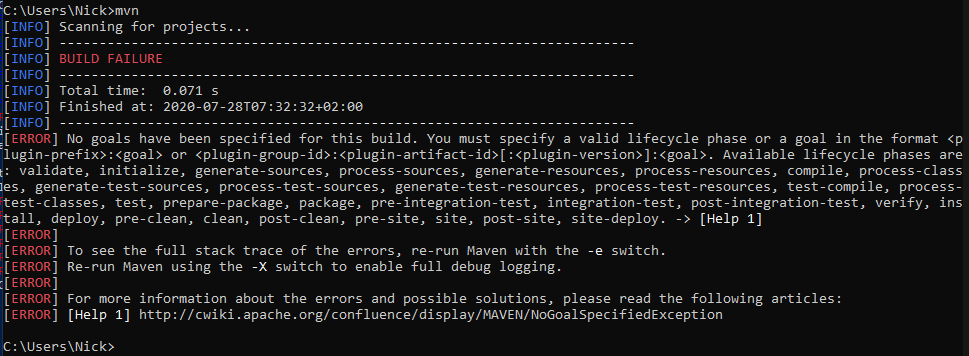 C:\Users\Nick>mvn
[INFO] Scanning for projects...
[INFO] ------------------------------------------------------------------------
[INFO] BUILD FAILURE
[INFO] ------------------------------------------------------------------------
[INFO] Total time:  0.071 s
[INFO] Finished at: 2020-07-28T07:32:32+02:00
[INFO] ------------------------------------------------------------------------
[ERROR] No goals have been specified for this build. You must specify a valid lifecycle phase or a goal in the format <p
lugin-prefix>:<goal> or <plugin-group-id>:<plugin-artifact-id>[:<plugin-version>]:<goal>. Available lifecycle phases are
: validate, initialize, generate-sources, process-sources, generate-resources, process-resources, compile, process-class
es, generate-test-sources, process-test-sources, generate-test-resources, process-test-resources, test-compile, process-
test-classes, test, prepare-package, package, pre-integration-test, integration-test, post-integration-test, verify, ins
tall, deploy, pre-clean, clean, post-clean, pre-site, site, post-site, site-deploy. -> [Help 1]
[ERROR]
[ERROR] To see the full stack trace of the errors, re-run Maven with the -e switch.
[ERROR] Re-run Maven using the -X switch to enable full debug logging.
[ERROR]
[ERROR] For more information about the errors and possible solutions, please read the following articles:
[ERROR] [Help 1] http://cwiki.apache.org/confluence/display/MAVEN/NoGoalSpecifiedException
C:\Users\Nick>